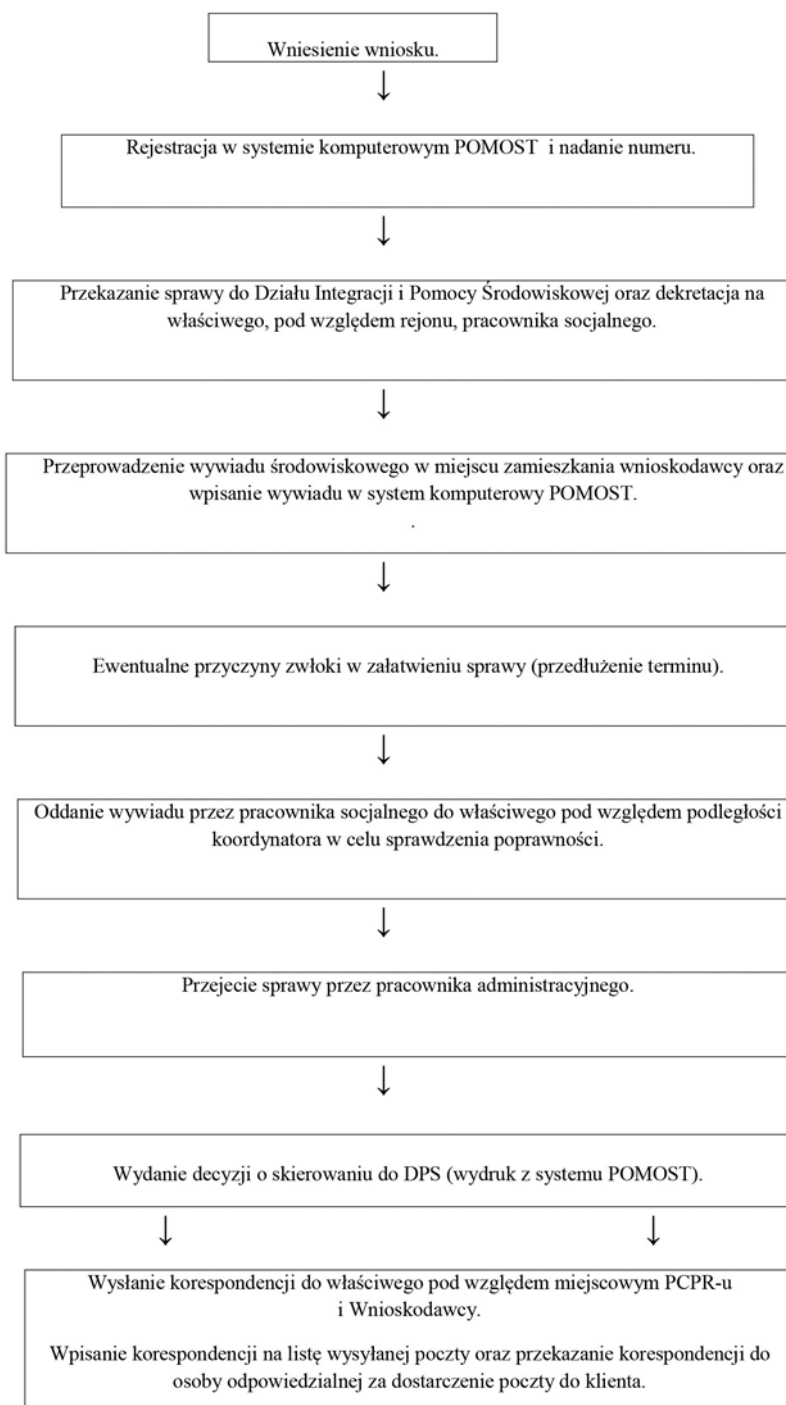 Wniesienie wniosku.
↓
Rejestracja w systemie komputerowym POMOST i nadanie numeru.
↓
Przekazanie sprawy do Działu Integracji i Pomocy Środowiskowej oraz dekretacja na
właściwego, pod względem rejonu, pracownika socjalnego.
↓
Przeprowadzenie wywiadu środowiskowego w miejscu zamieszkania wnioskodawcy oraz
wpisanie wywiadu w system komputerowy POMOST.
.
↓
Ewentualne przyczyny zwłoki w załatwieniu sprawy (przedłużenie terminu).
↓
Oddanie wywiadu przez pracownika socjalnego do właściwego pod względem podległości
koordynatora w celu sprawdzenia poprawności.
↓
Przejecie sprawy przez pracownika administracyjnego.
↓
Wydanie decyzji o skierowaniu do DPS (wydruk z systemu POMOST).
↓ ↓
Wysłanie korespondencji do właściwego pod względem miejscowym PCPR-u
i Wnioskodawcy.
Wpisanie korespondencji na listę wysyłanej poczty oraz przekazanie korespondencji do
osoby odpowiedzialnej za dostarczenie poczty do klienta.